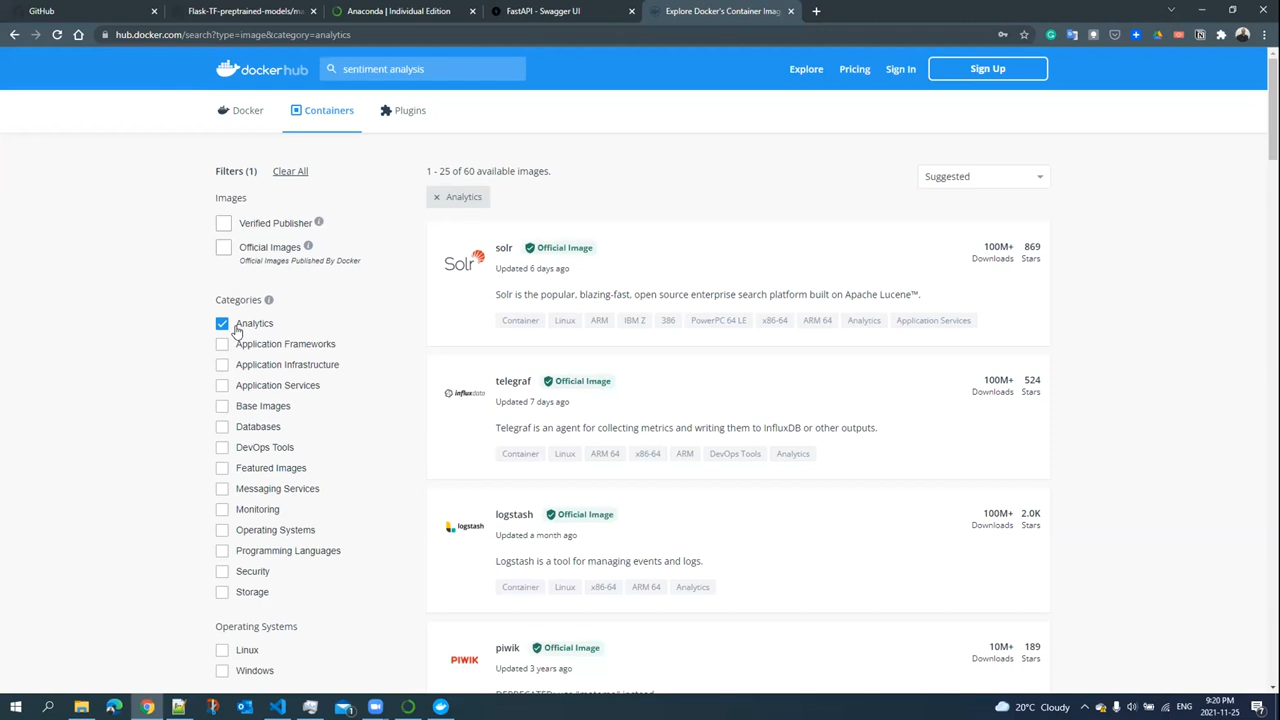 GitHub
Flask-TF-pretrained-models/ma
Anaconda | Individual Edition
FastAPI - Swagger UI
Explore Docker's Container Imag
hub.docker.com/search?type=image&category=analytics
dockerhub
sentiment analysis
Explore
Pricing
Sign In
Sign Up
Docker
Containers
Plugins
Filters (1)
Clear All
1 - 25 of 60 available images.
Suggested
Images
Analytics
Verified Publisher
Official Images
Official Images Published By Docker
Categories
Analytics
Application Frameworks
Application Infrastructure
Application Services
Base Images
Databases
DevOps Tools
Featured Images
Messaging Services
Monitoring
Operating Systems
Programming Languages
Security
Storage
Operating Systems
Linux
Windows
Solr
solr
Official Image
100M+ 869
Updated 6 days ago
Downloads Stars
Solr is the popular, blazing-fast, open source enterprise search platform built on Apache Lucene™.
Container Linux ARM IBM Z 386 PowerPC 64 LE x86-64 ARM 64 Analytics Application Services
influxdata
telegraf
Official Image
100M+ 524
Updated 7 days ago
Downloads Stars
Telegraf is an agent for collecting metrics and writing them to InfluxDB or other outputs.
Container Linux ARM 64 x86-64 ARM DevOps Tools Analytics
logstash
logstash
Official Image
100M+ 2.0K
Updated a month ago
Downloads Stars
Logstash is a tool for managing events and logs.
Container Linux x86-64 ARM 64 Analytics
PIWIK
piwik
Official Image
10M+ 189
Updated 3 years ago
Downloads Stars
DEPRECATED; use "matomo" instead
20°C Cloudy
ENG
9:20 PM
2021-11-25